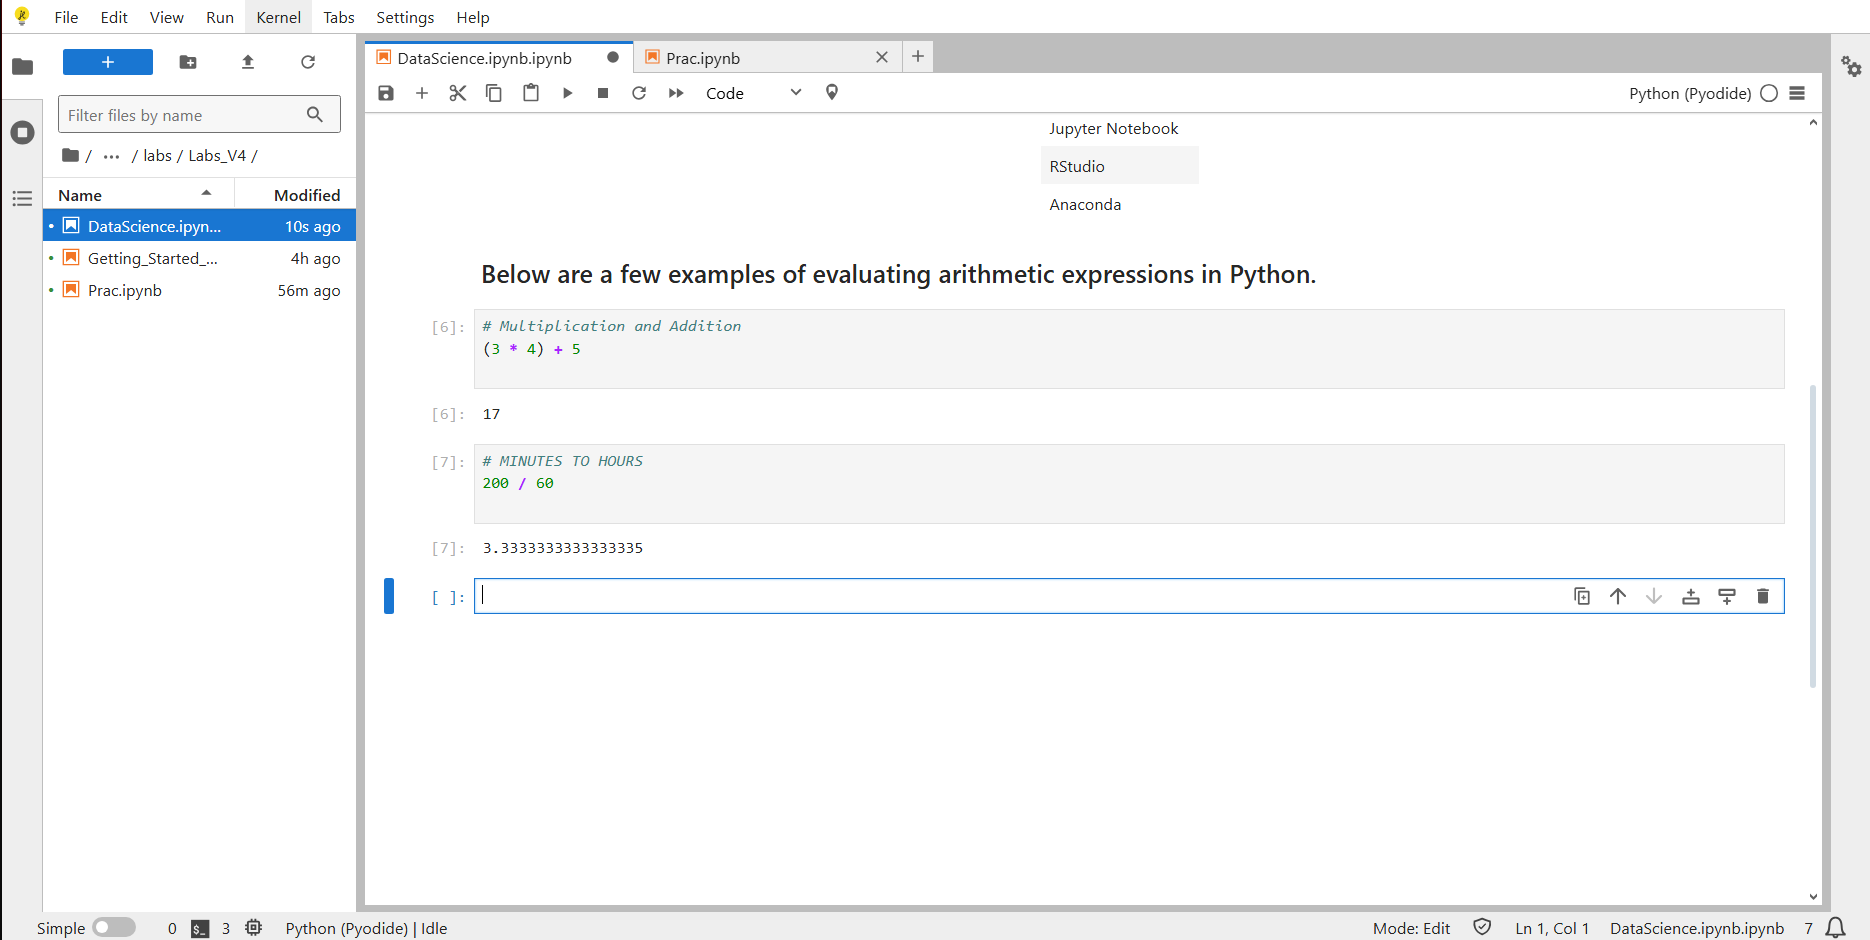 File Edit View Run Kernel Tabs Settings Help
+
Filter files by name
/ ... / labs / Labs_V4 /
Name Modified
DataScience.ipyn... 10s ago
Getting_Started_... 4h ago
Prac.ipynb 56m ago
DataScience.ipynb.ipynb
Prac.ipynb
Code
Python (Pyodide)
Jupyter Notebook
RStudio
Anaconda
Below are a few examples of evaluating arithmetic expressions in Python.
[6]: # Multiplication and Addition
(3 * 4) + 5
[6]: 17
[7]: # MINUTES TO HOURS
200 / 60
[7]: 3.3333333333333335
[ ]:
Simple 0 $_ 3 Python (Pyodide) | Idle
Mode: Edit Ln 1, Col 1 DataScience.ipynb.ipynb 7